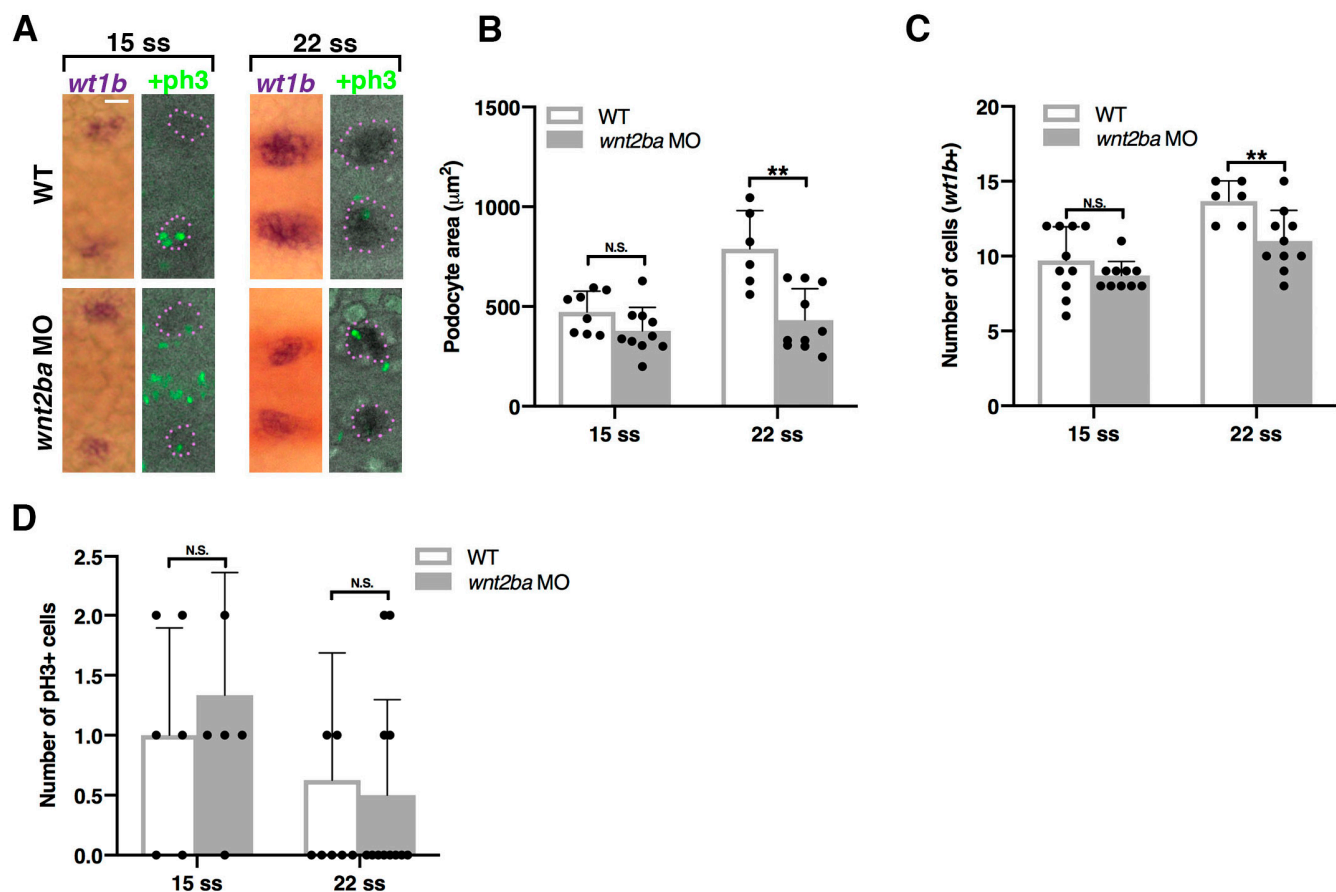 A
15 ss
22 ss
wt1b
+ph3
wt1b
+ph3
WT
wnt2ba MO
B
1500
1000
500
0
Podocyte area (μm2)
WT
wnt2ba MO
N.S.
**
15 ss
22 ss
C
20
15
10
5
0
Number of cells (wt1b+)
WT
wnt2ba MO
N.S.
**
15 ss
22 ss
D
2.5
2.0
1.5
1.0
0.5
0.0
Number of pH3+ cells
N.S.
N.S.
WT
wnt2ba MO
15 ss
22 ss